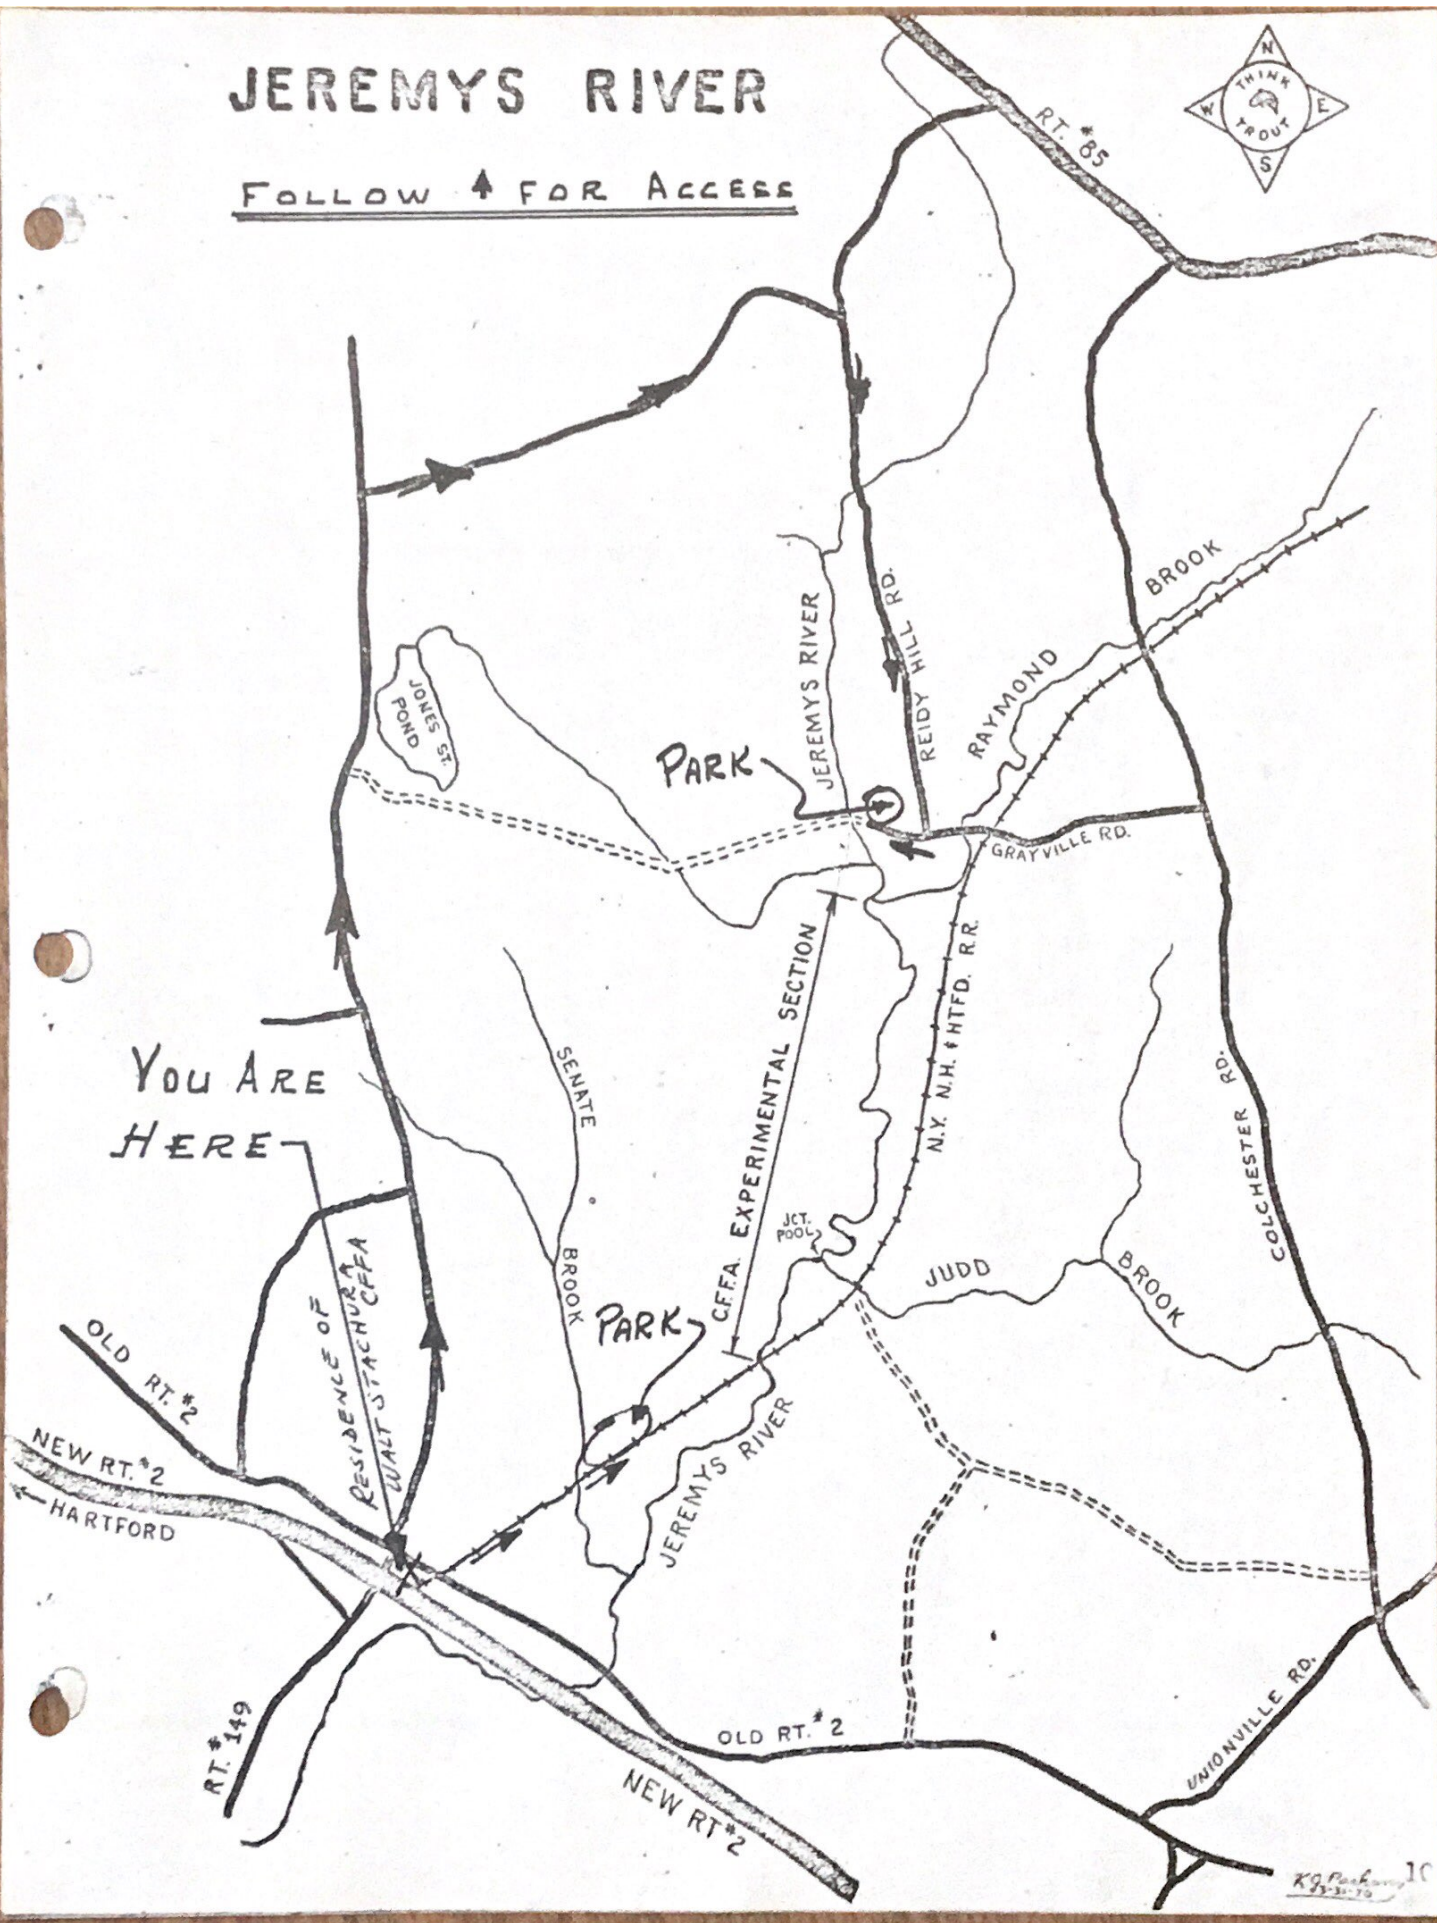 JEREMYS RIVER
FOLLOW FOR ACCESS
N
W E
S
THINK
TROUT
RT. #85
BROOK
RAYMOND
JEREMYS RIVER
REIDY HILL RD.
JONES ST.
POND
PARK
GRAYVILLE RD.
C.F.F.A. EXPERIMENTAL SECTION
N.Y. N.H. & HTFD. R.R.
YOU ARE
HERE
SENATE
BROOK
COLCHESTER RD.
JCT.
POOL
JUDD
BROOK
PARK
RESIDENCE OF
WALT STACHURA
CFFA
OLD RT. #2
NEW RT. #2
HARTFORD
JEREMYS RIVER
RT. #149
OLD RT. #2
NEW RT #2
UNIONVILLE RD.